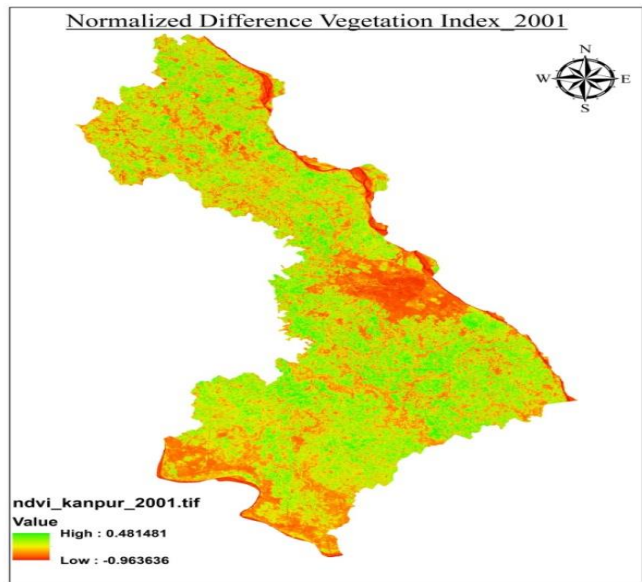 Normalized Difference Vegetation Index_2001
N
W E
S
ndvi_kanpur_2001.tif
Value
High : 0.481481
Low : -0.963636